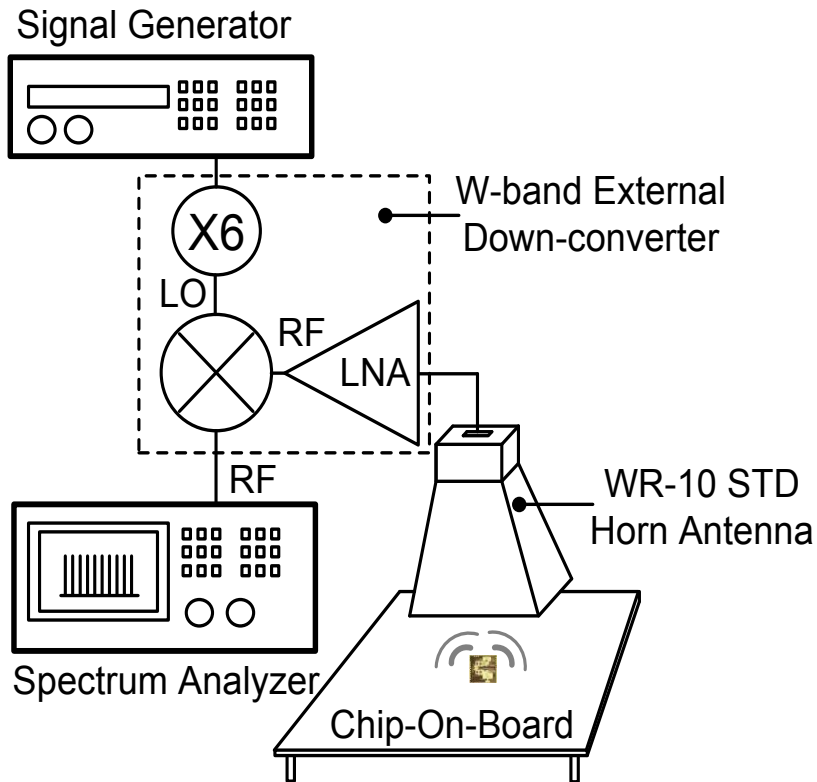 Signal Generator
X6
W-band External
Down-converter
LO
RF
LNA
RF
WR-10 STD
Horn Antenna
Spectrum Analyzer
Chip-On-Board